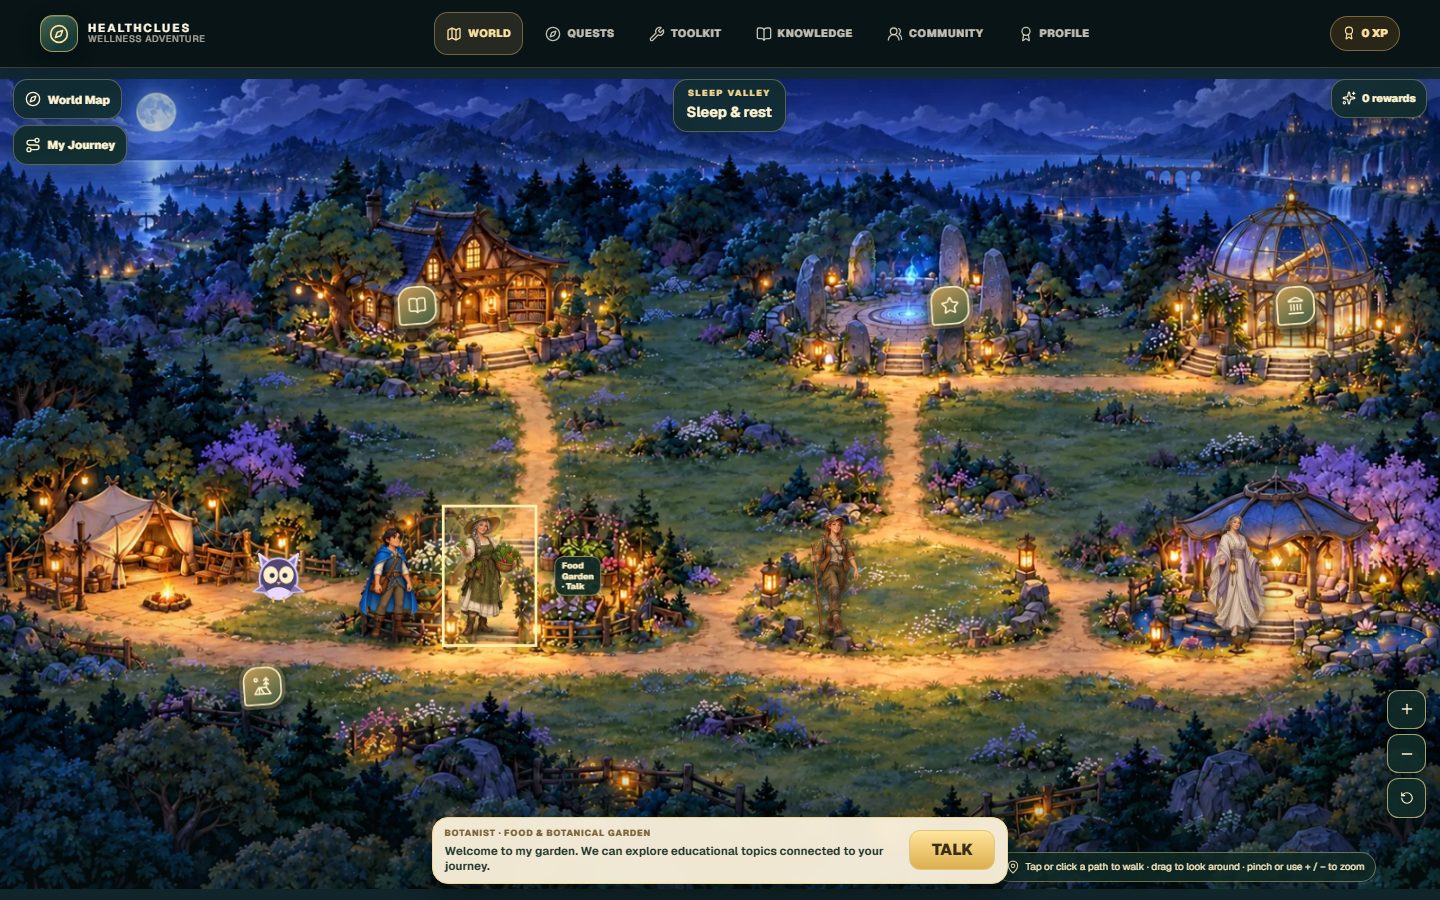 HEALTHCLUES
WELLNESS ADVENTURE
WORLD
QUESTS
TOOLKIT
KNOWLEDGE
COMMUNITY
PROFILE
0 XP
World Map
My Journey
SLEEP VALLEY
Sleep & rest
0 rewards
Food
Garden
· Talk
BOTANIST · FOOD & BOTANICAL GARDEN
Welcome to my garden. We can explore educational topics connected to your
journey.
TALK
Tap or click a path to walk · drag to look around · pinch or use + / − to zoom